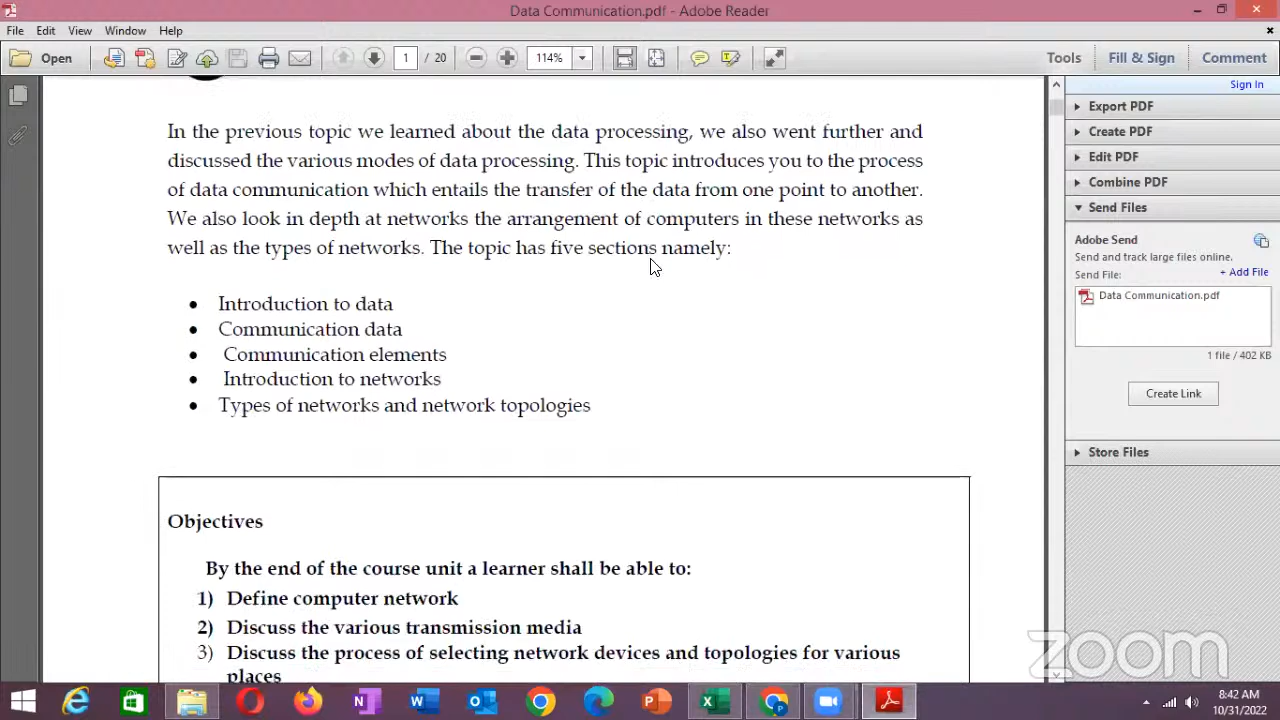 Data Communication.pdf - Adobe Reader
File Edit View Window Help
Open 1 / 20 114% Tools Fill & Sign Comment
Sign In
In the previous topic we learned about the data processing, we also went further and
discussed the various modes of data processing. This topic introduces you to the process
of data communication which entails the transfer of the data from one point to another.
We also look in depth at networks the arrangement of computers in these networks as
well as the types of networks. The topic has five sections namely:
• Introduction to data
• Communication data
• Communication elements
• Introduction to networks
• Types of networks and network topologies
Objectives
By the end of the course unit a learner shall be able to:
1) Define computer network
2) Discuss the various transmission media
3) Discuss the process of selecting network devices and topologies for various
places
Export PDF
Create PDF
Edit PDF
Combine PDF
Send Files
Adobe Send
Send and track large files online.
Send File: + Add File
Data Communication.pdf
1 file / 402 KB
Create Link
Store Files
zoom
8:42 AM
10/31/2022